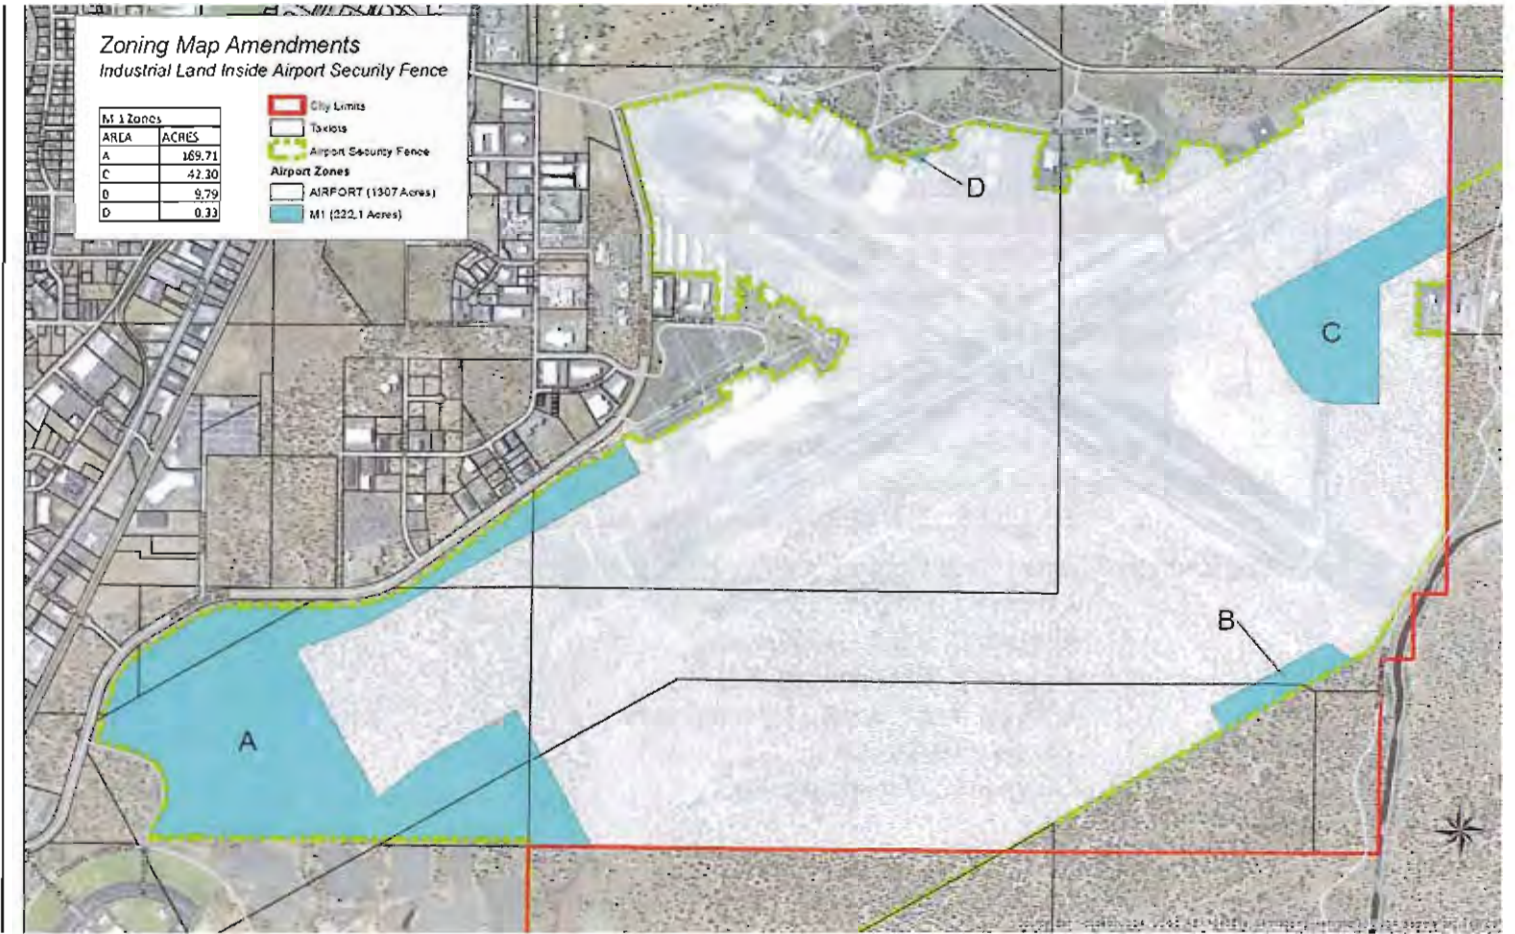 Zoning Map Amendments
Industrial Land Inside Airport Security Fence
M 1 Zones
AREA ACRES
A 169.71
C 42.30
B 9.79
D 0.33
City Limits
Taxlots
Airport Security Fence
Airport Zones
AIRPORT (1307 Acres)
M1 (222.1 Acres)
D
C
B
A